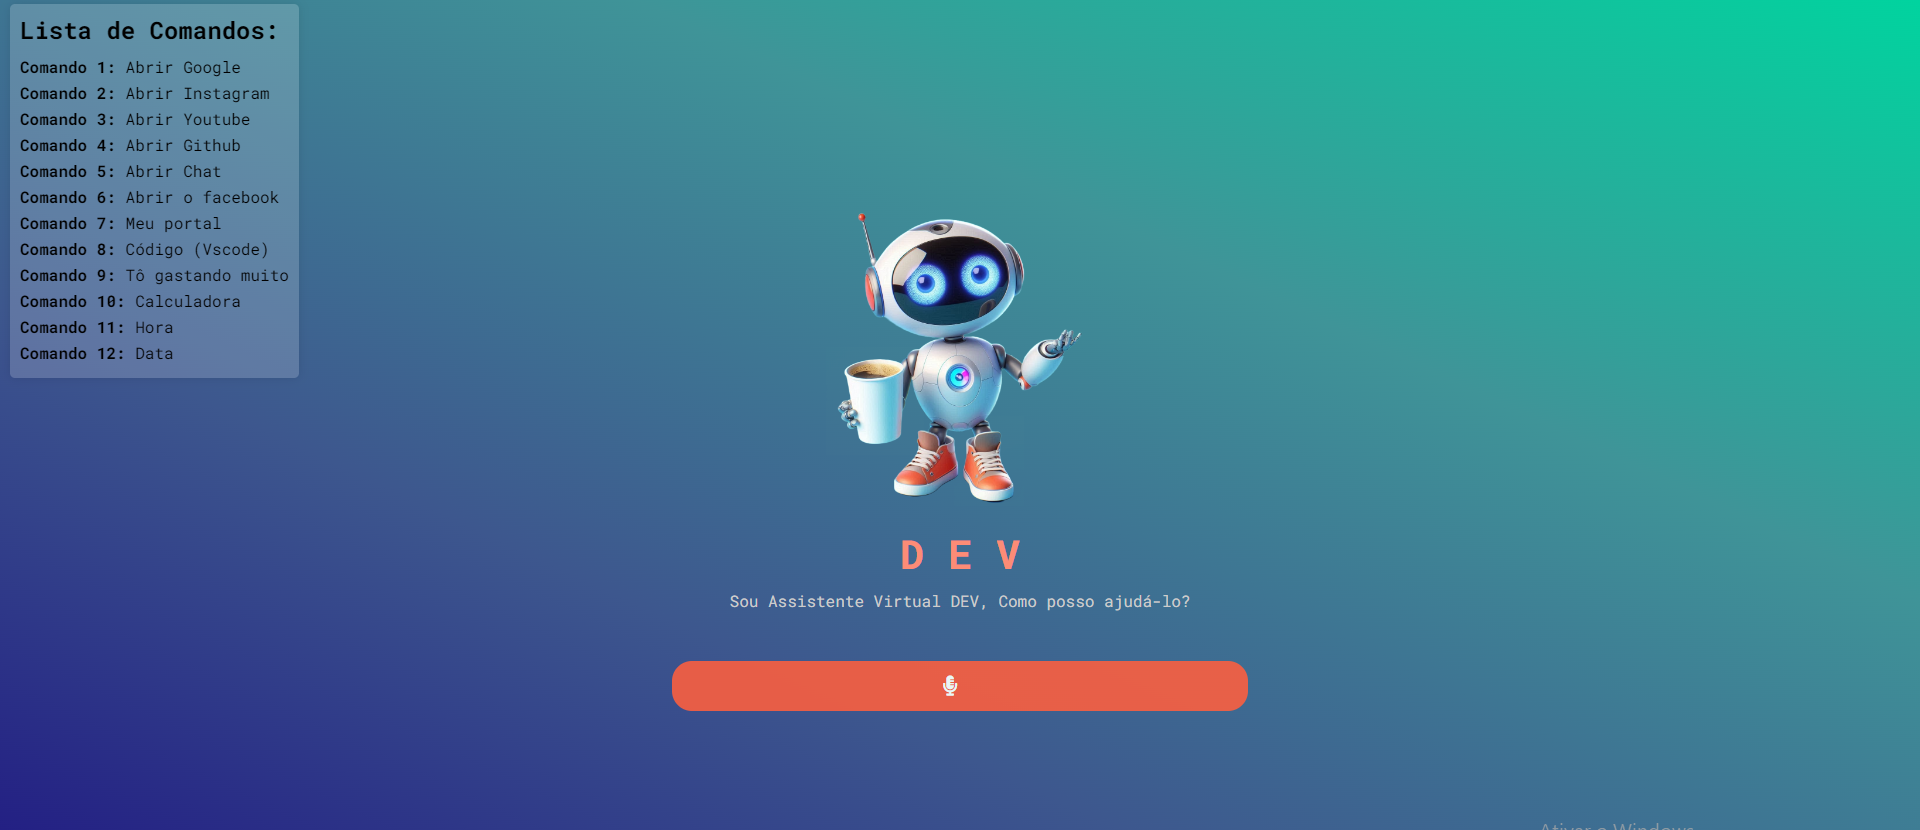 Lista de Comandos:
Comando 1: Abrir Google
Comando 2: Abrir Instagram
Comando 3: Abrir Youtube
Comando 4: Abrir Github
Comando 5: Abrir Chat
Comando 6: Abrir o facebook
Comando 7: Meu portal
Comando 8: Código (Vscode)
Comando 9: Tô gastando muito
Comando 10: Calculadora
Comando 11: Hora
Comando 12: Data
DEV
Sou Assistente Virtual DEV, Como posso ajudá-lo?
Ativar o Windows